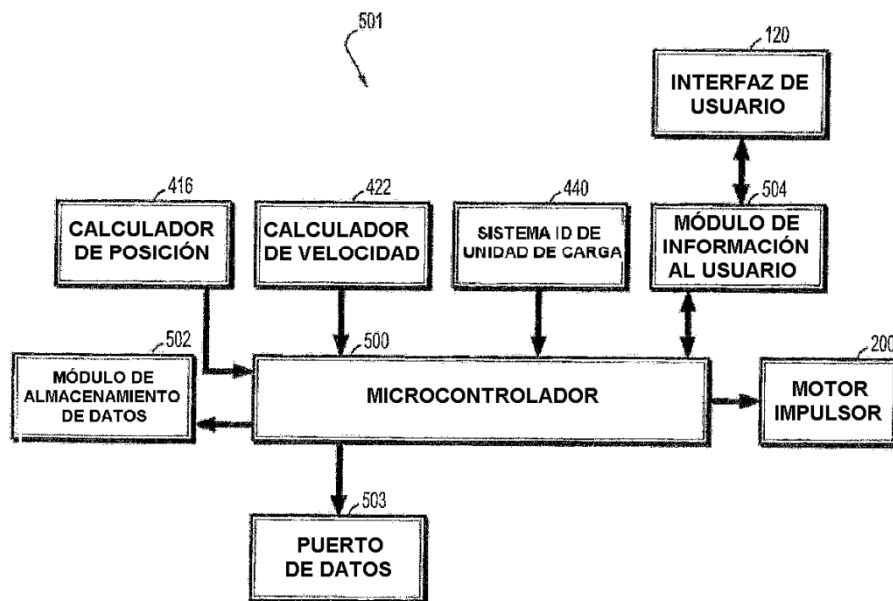 501
120
INTERFAZ DE
USUARIO
416
CALCULADOR
DE POSICIÓN
422
CALCULADOR
DE VELOCIDAD
440
SISTEMA ID DE
UNIDAD DE CARGA
504
MÓDULO DE
INFORMACIÓN
AL USUARIO
502
MÓDULO DE
ALMACENAMIENTO
DE DATOS
500
MICROCONTROLADOR
200
MOTOR
IMPULSOR
503
PUERTO
DE DATOS